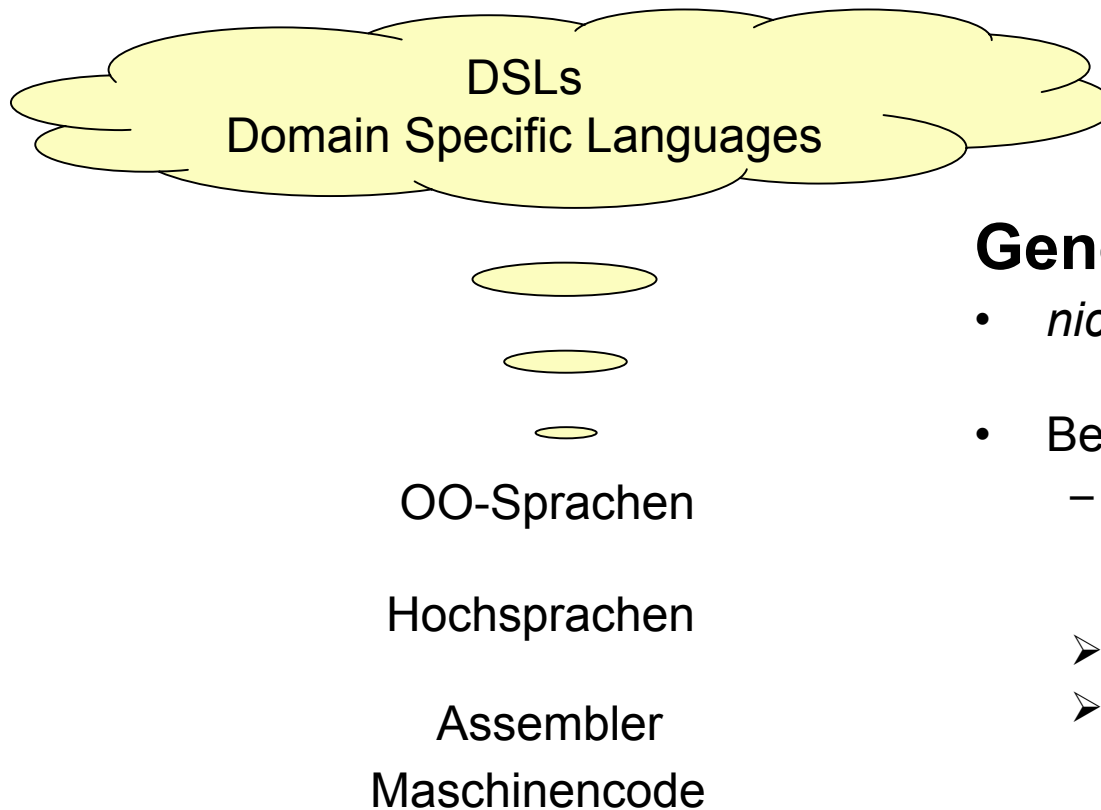 DSLs
Domain Specific Languages
OO-Sprachen
Hochsprachen
Assembler
Maschinencode